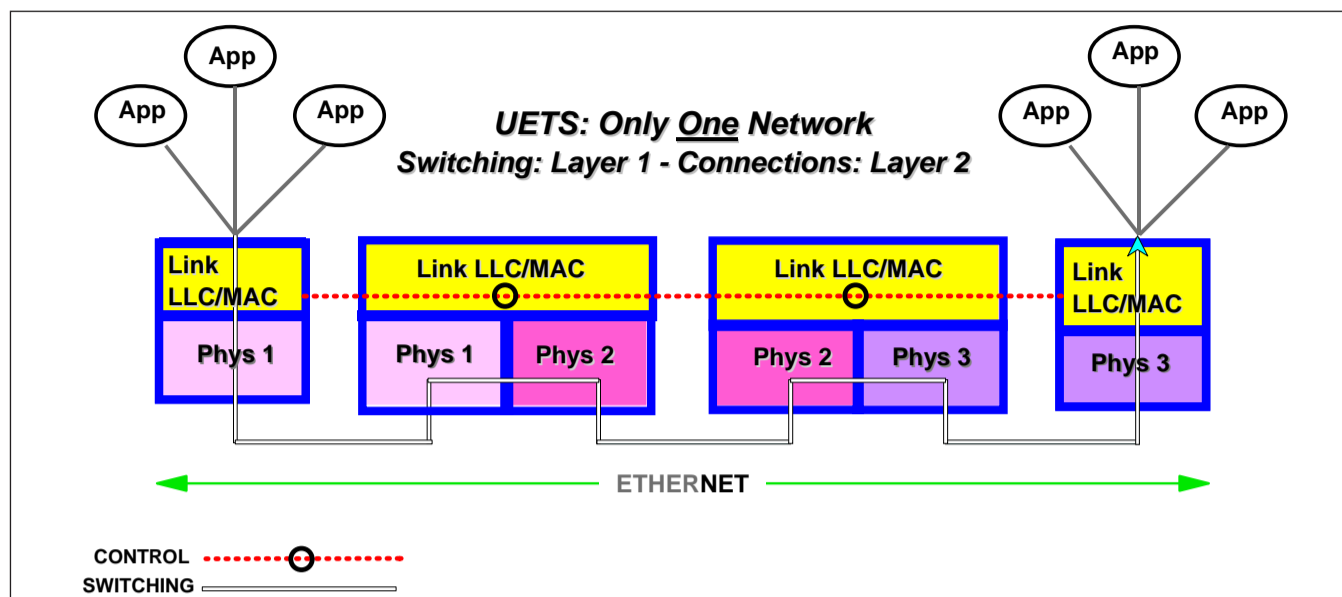 App
App
App
App
App
App
UETS: Only One Network
Switching: Layer 1 - Connections: Layer 2
Link
LLC/MAC
Link LLC/MAC
Link LLC/MAC
Link
LLC/MAC
Phys 1
Phys 1
Phys 2
Phys 2
Phys 3
Phys 3
ETHERNET
CONTROL
SWITCHING